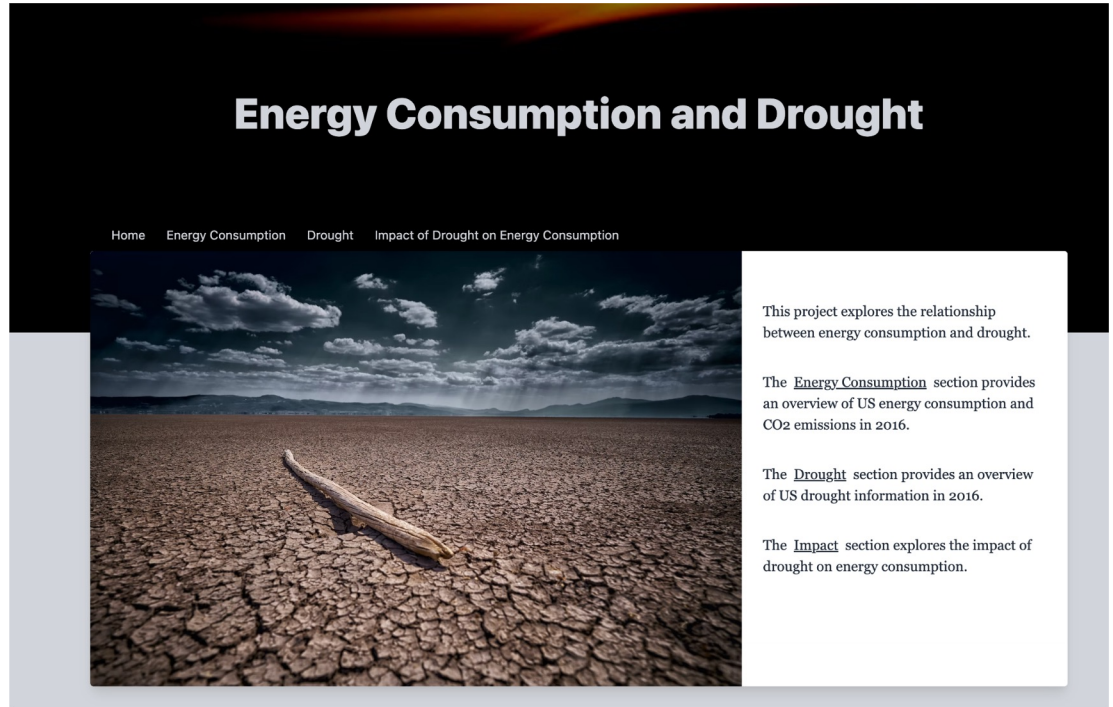 Energy Consumption and Drought
Home Energy Consumption Drought Impact of Drought on Energy Consumption
This project explores the relationship
between energy consumption and drought.
The Energy Consumption section provides
an overview of US energy consumption and
CO2 emissions in 2016.
The Drought section provides an overview
of US drought information in 2016.
The Impact section explores the impact of
drought on energy consumption.